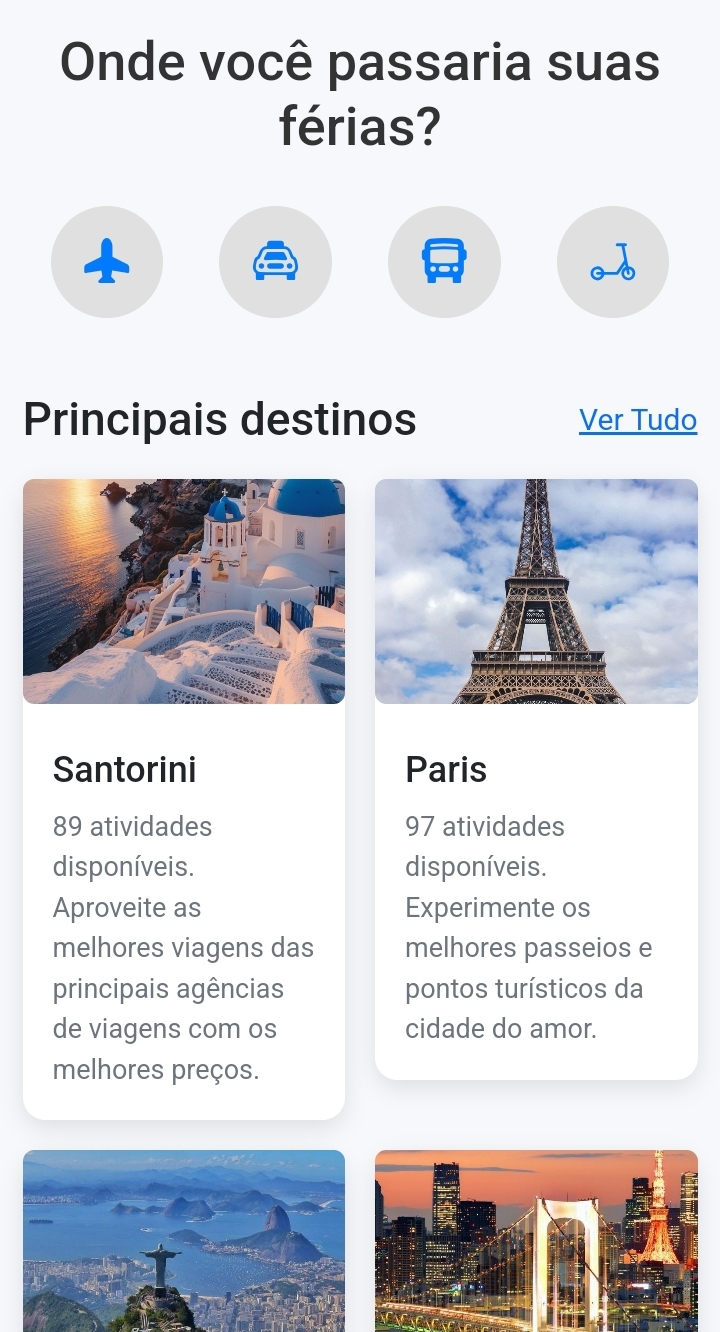 Onde você passaria suas
férias?
Principais destinos
Ver Tudo
Santorini
89 atividades
disponíveis.
Aproveite as
melhores viagens das
principais agências
de viagens com os
melhores preços.
Paris
97 atividades
disponíveis.
Experimente os
melhores passeios e
pontos turísticos da
cidade do amor.